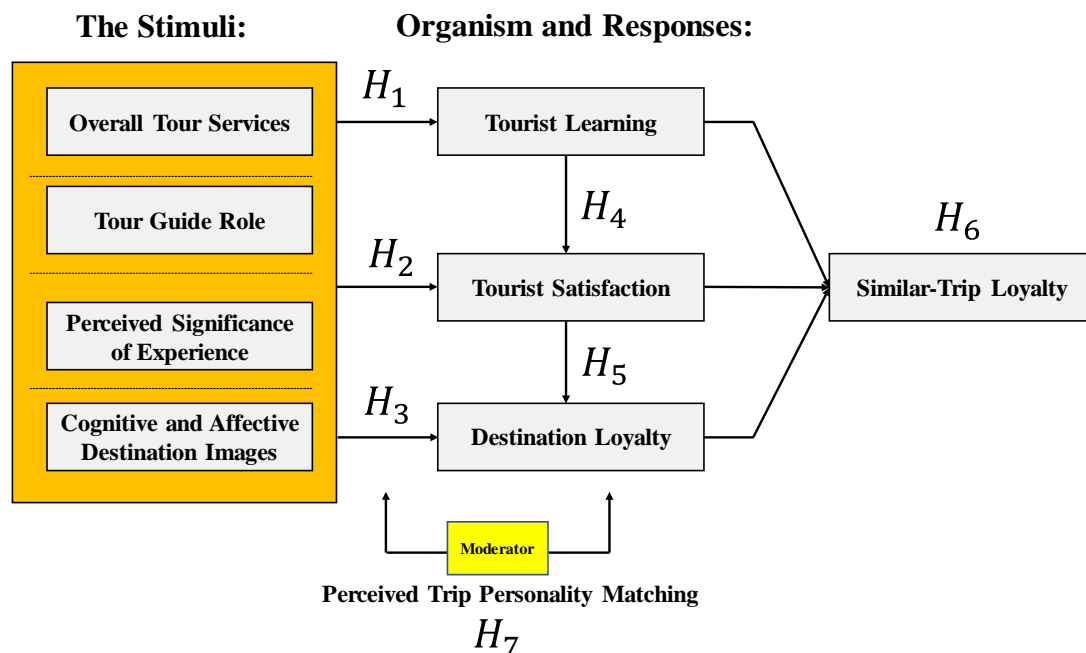 The Stimuli:
Organism and Responses:
Overall Tour Services
H₁
Tourist Learning
Tour Guide Role
H₄
H₂
Tourist Satisfaction
H₆
Similar-Trip Loyalty
Perceived Significance
of Experience
H₅
H₃
Cognitive and Affective
Destination Images
Destination Loyalty
Moderator
Perceived Trip Personality Matching
H₇